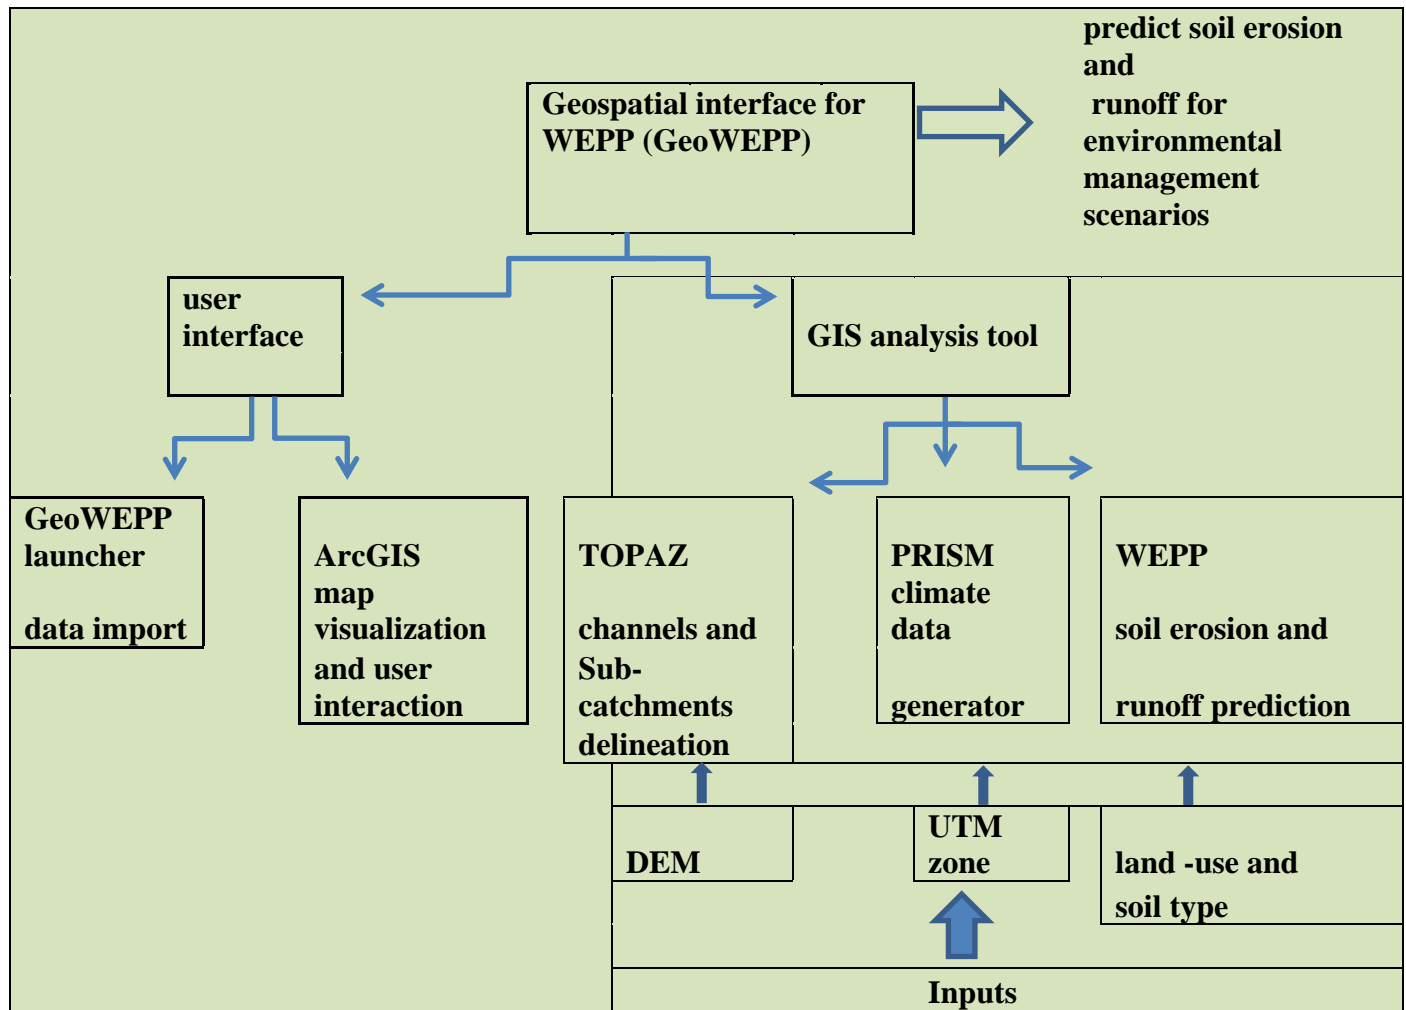 predict soil erosion
and
runoff for
environmental
management
scenarios
Geospatial interface for
WEPP (GeoWEPP)
user
interface
GIS analysis tool
GeoWEPP
launcher
data import
ArcGIS
map
visualization
and user
interaction
TOPAZ
channels and
Sub-
catchments
delineation
PRISM
climate
data
generator
WEPP
soil erosion and
runoff prediction
DEM
UTM
zone
land -use and
soil type
Inputs